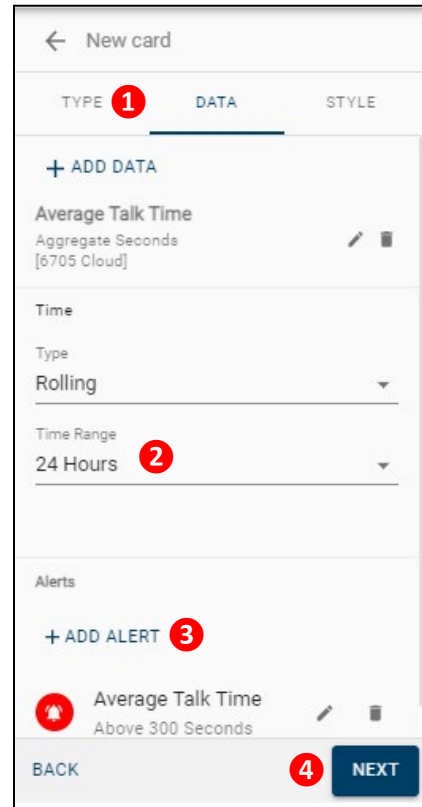 ← New card
TYPE 1 DATA STYLE
+ ADD DATA
Average Talk Time
Aggregate Seconds
[6705 Cloud]
Time
Type
Rolling
Time Range
24 Hours 2
Alerts
+ ADD ALERT 3
Average Talk Time
Above 300 Seconds
BACK 4 NEXT